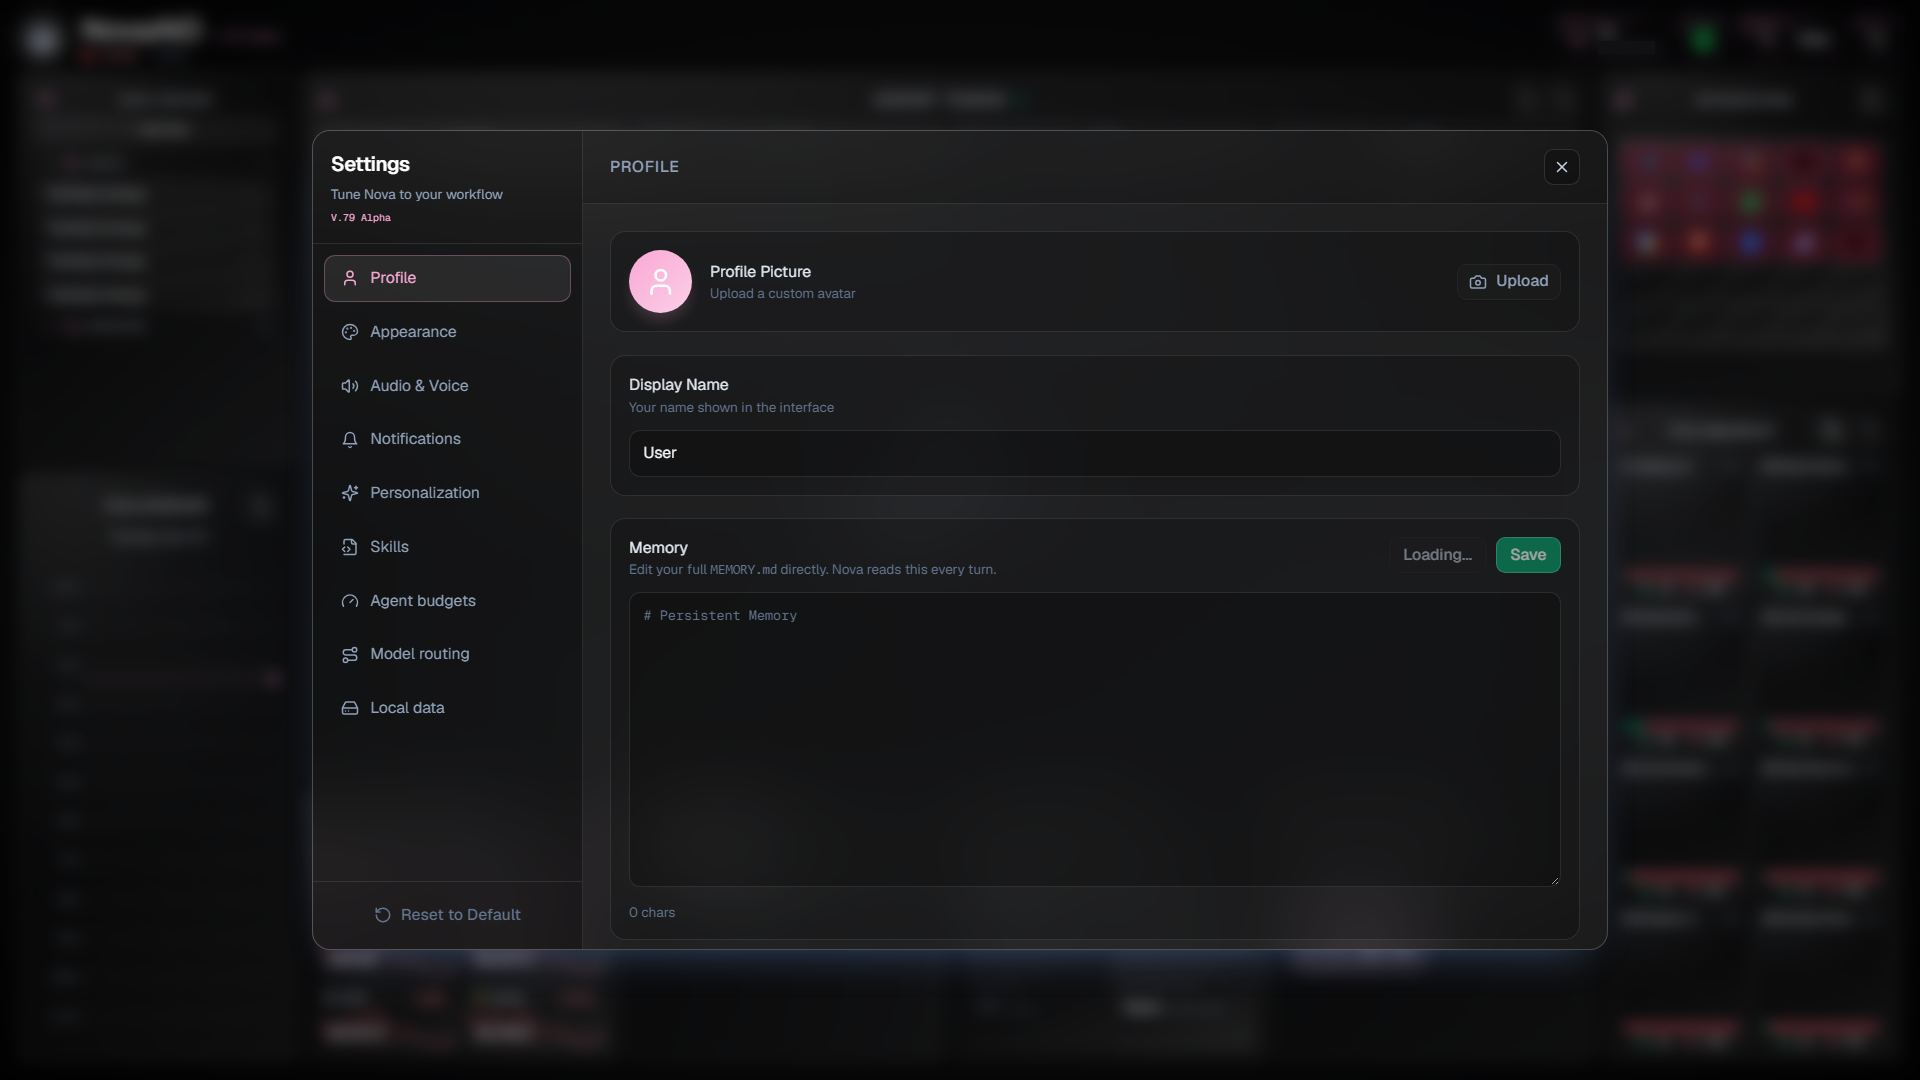 Settings
Tune Nova to your workflow
V.79 Alpha
Profile
Appearance
Audio & Voice
Notifications
Personalization
Skills
Agent budgets
Model routing
Local data
Reset to Default
PROFILE
Profile Picture
Upload a custom avatar
Upload
Display Name
Your name shown in the interface
User
Memory
Edit your full MEMORY.md directly. Nova reads this every turn.
Loading...
Save
# Persistent Memory
0 chars